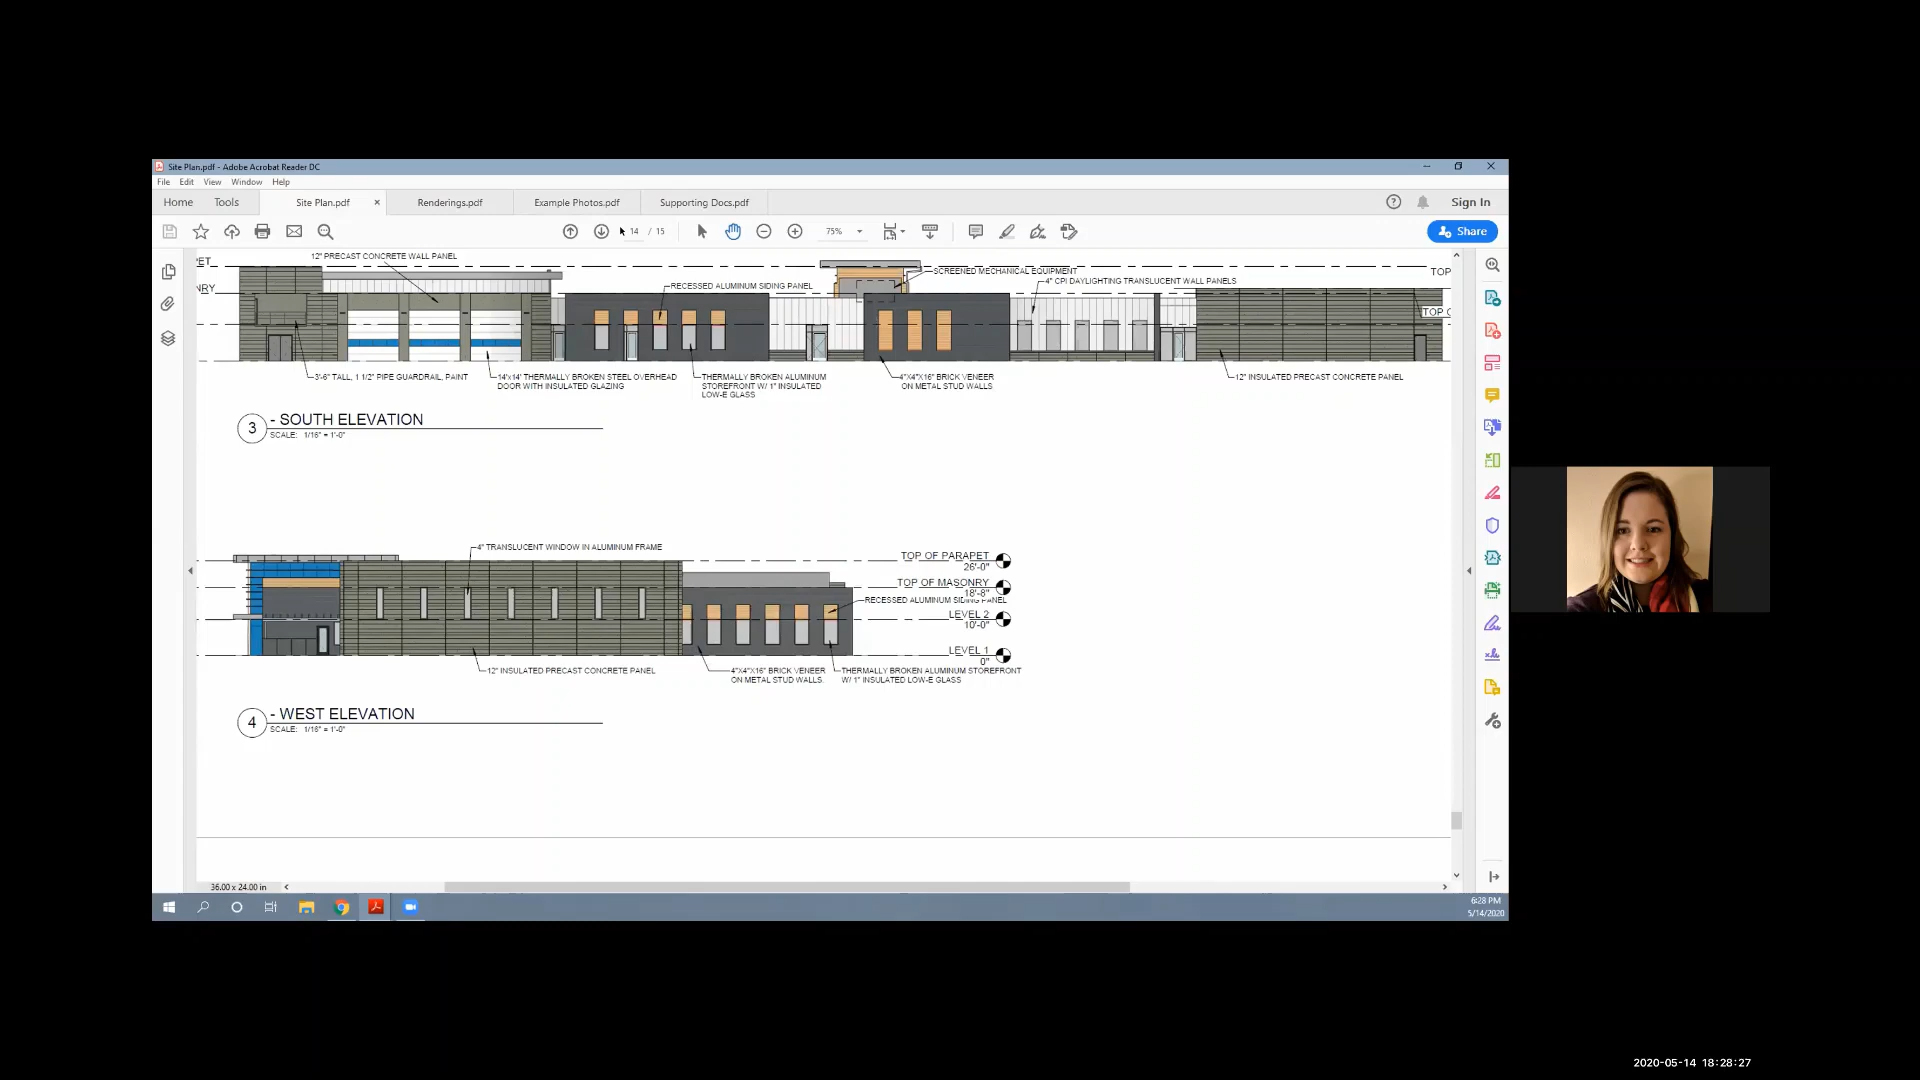 Site Plan.pdf - Adobe Acrobat Reader DC
File Edit View Window Help
Home Tools Site Plan.pdf × Renderings.pdf Example Photos.pdf Supporting Docs.pdf Sign In
14 / 15 75% Share
12" PRECAST CONCRETE WALL PANEL
SCREENED MECHANICAL EQUIPMENT
TOP
RECESSED ALUMINUM SIDING PANEL
4" CPI DAYLIGHTING TRANSLUCENT WALL PANELS
TOP
3'-6" TALL, 1 1/2" PIPE GUARDRAIL, PAINT
14'x14' THERMALLY BROKEN STEEL OVERHEAD
DOOR WITH INSULATED GLAZING
THERMALLY BROKEN ALUMINUM
STOREFRONT W/ 1" INSULATED
LOW-E GLASS
4"X4"X16" BRICK VENEER
ON METAL STUD WALLS
12" INSULATED PRECAST CONCRETE PANEL
3 - SOUTH ELEVATION
SCALE: 1/16" = 1'-0"
4" TRANSLUCENT WINDOW IN ALUMINUM FRAME
TOP OF PARAPET
26'-0"
TOP OF MASONRY
18'-8"
RECESSED ALUMINUM SIDING PANEL
LEVEL 2
10'-0"
LEVEL 1
0"
12" INSULATED PRECAST CONCRETE PANEL
4"X4"X16" BRICK VENEER
ON METAL STUD WALLS.
THERMALLY BROKEN ALUMINUM STOREFRONT
W/ 1" INSULATED LOW-E GLASS
4 - WEST ELEVATION
SCALE: 1/16" = 1'-0"
36.00 x 24.00 in
6:28 PM
5/14/2020
2020-05-14 18:28:27